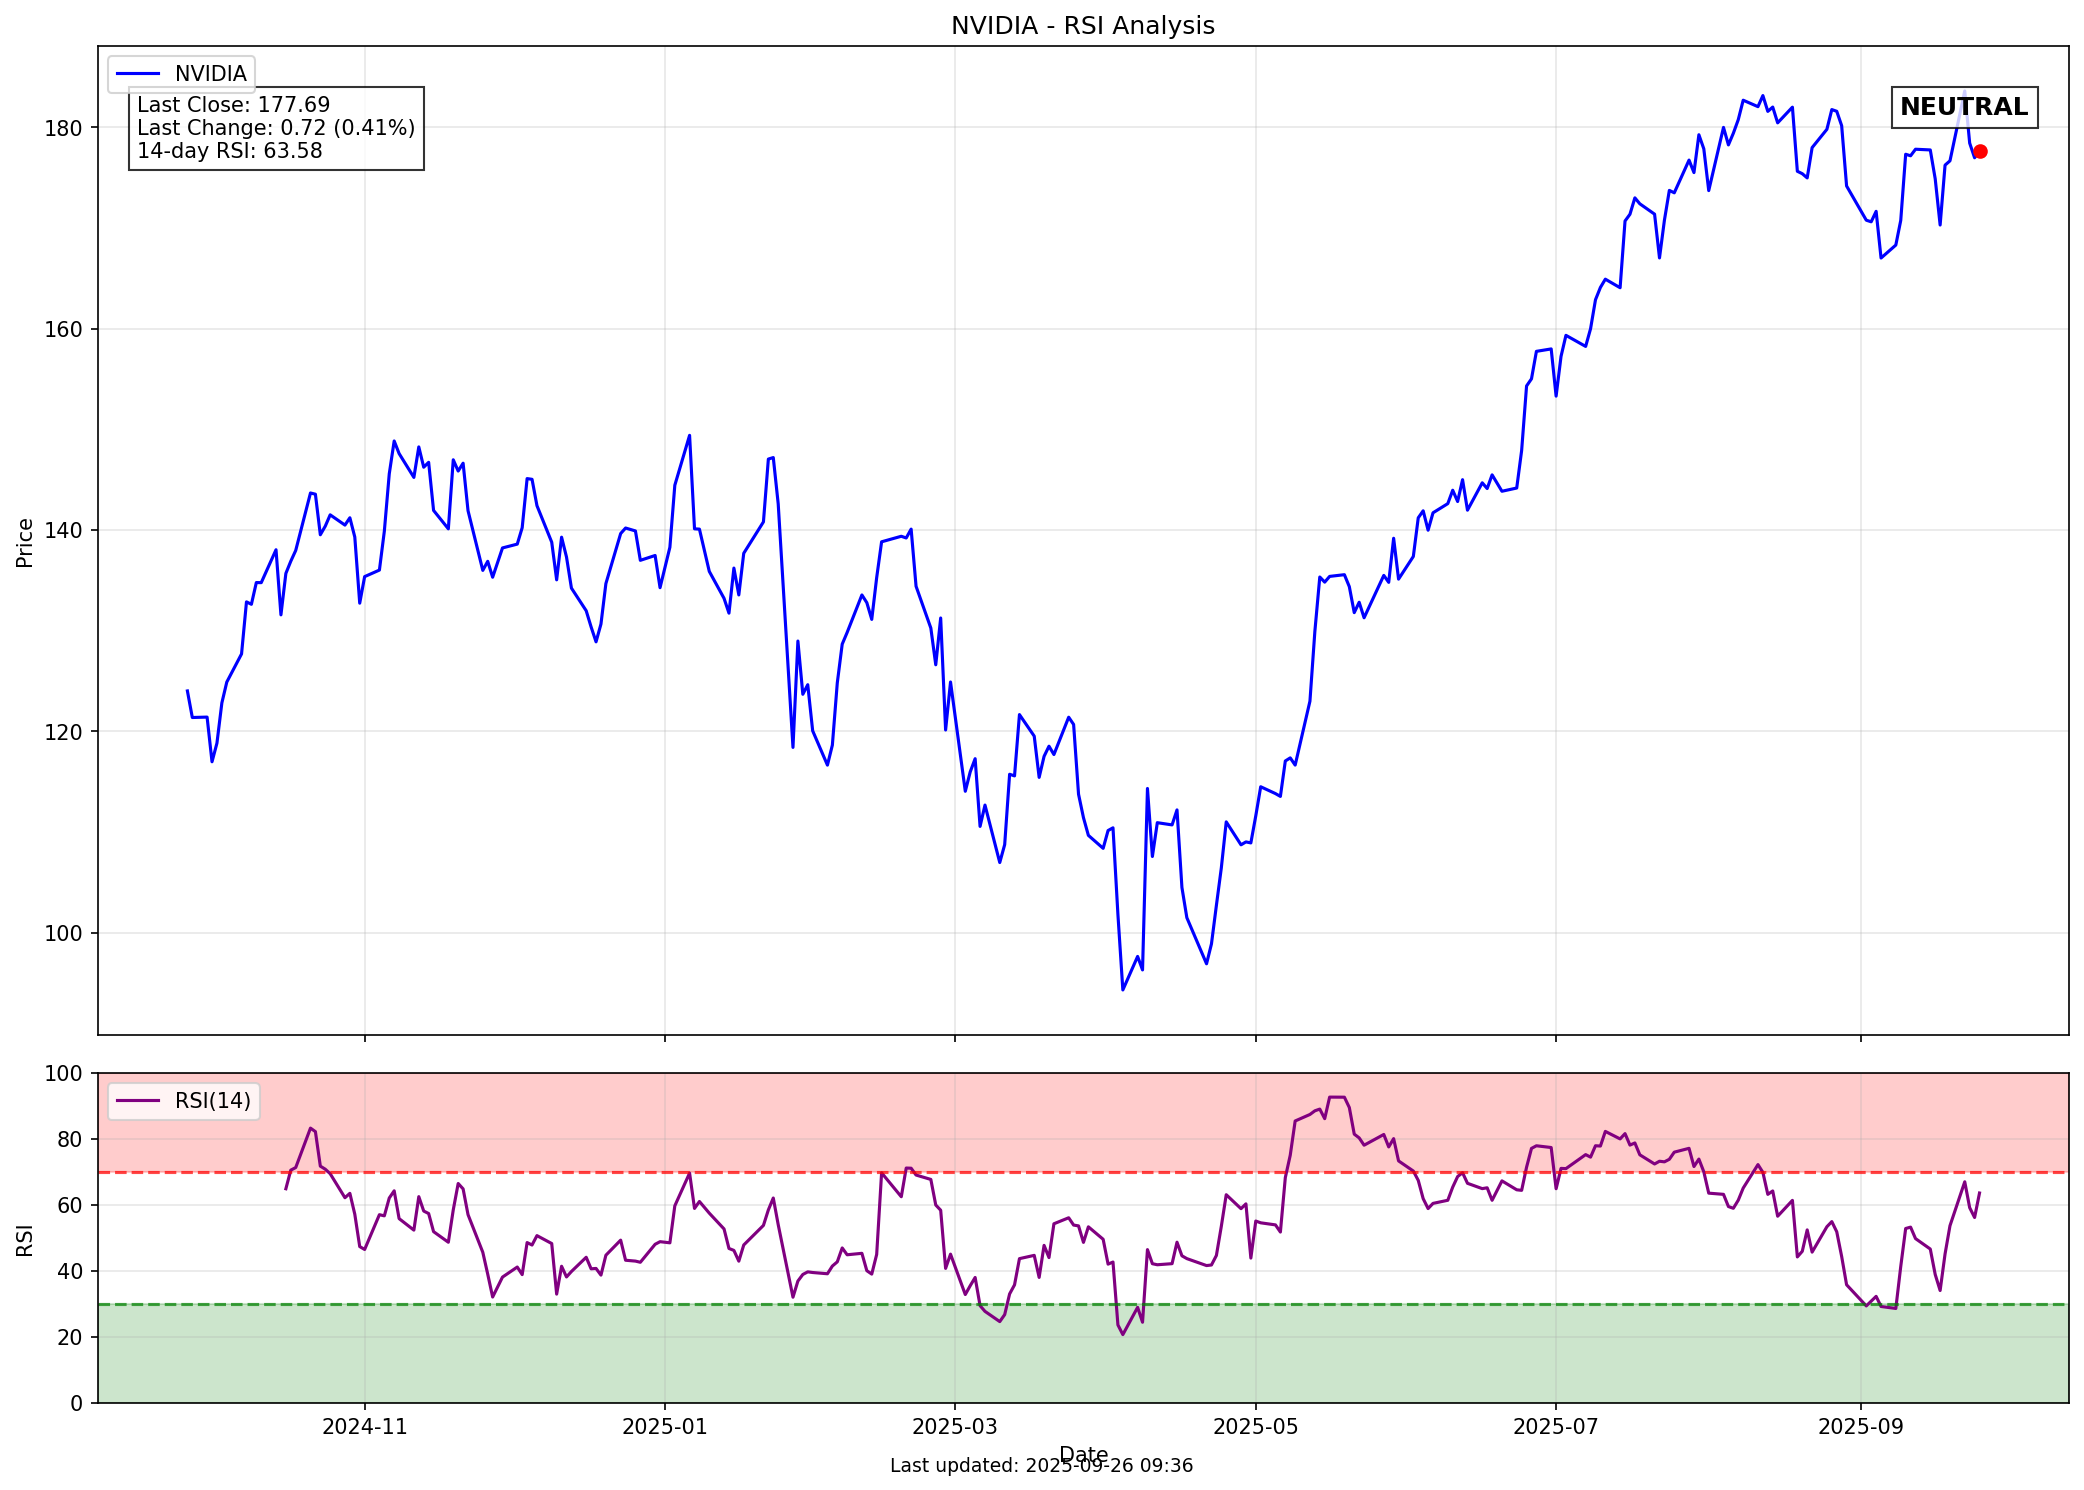 NVIDIA - RSI Analysis
NVIDIA
Last Close: 177.69
Last Change: 0.72 (0.41%)
14-day RSI: 63.58
NEUTRAL
Price
180
160
140
120
100
RSI(14)
RSI
100
80
60
40
20
0
2024-11
2025-01
2025-03
2025-05
2025-07
2025-09
Date
Last updated: 2025-09-26 09:36